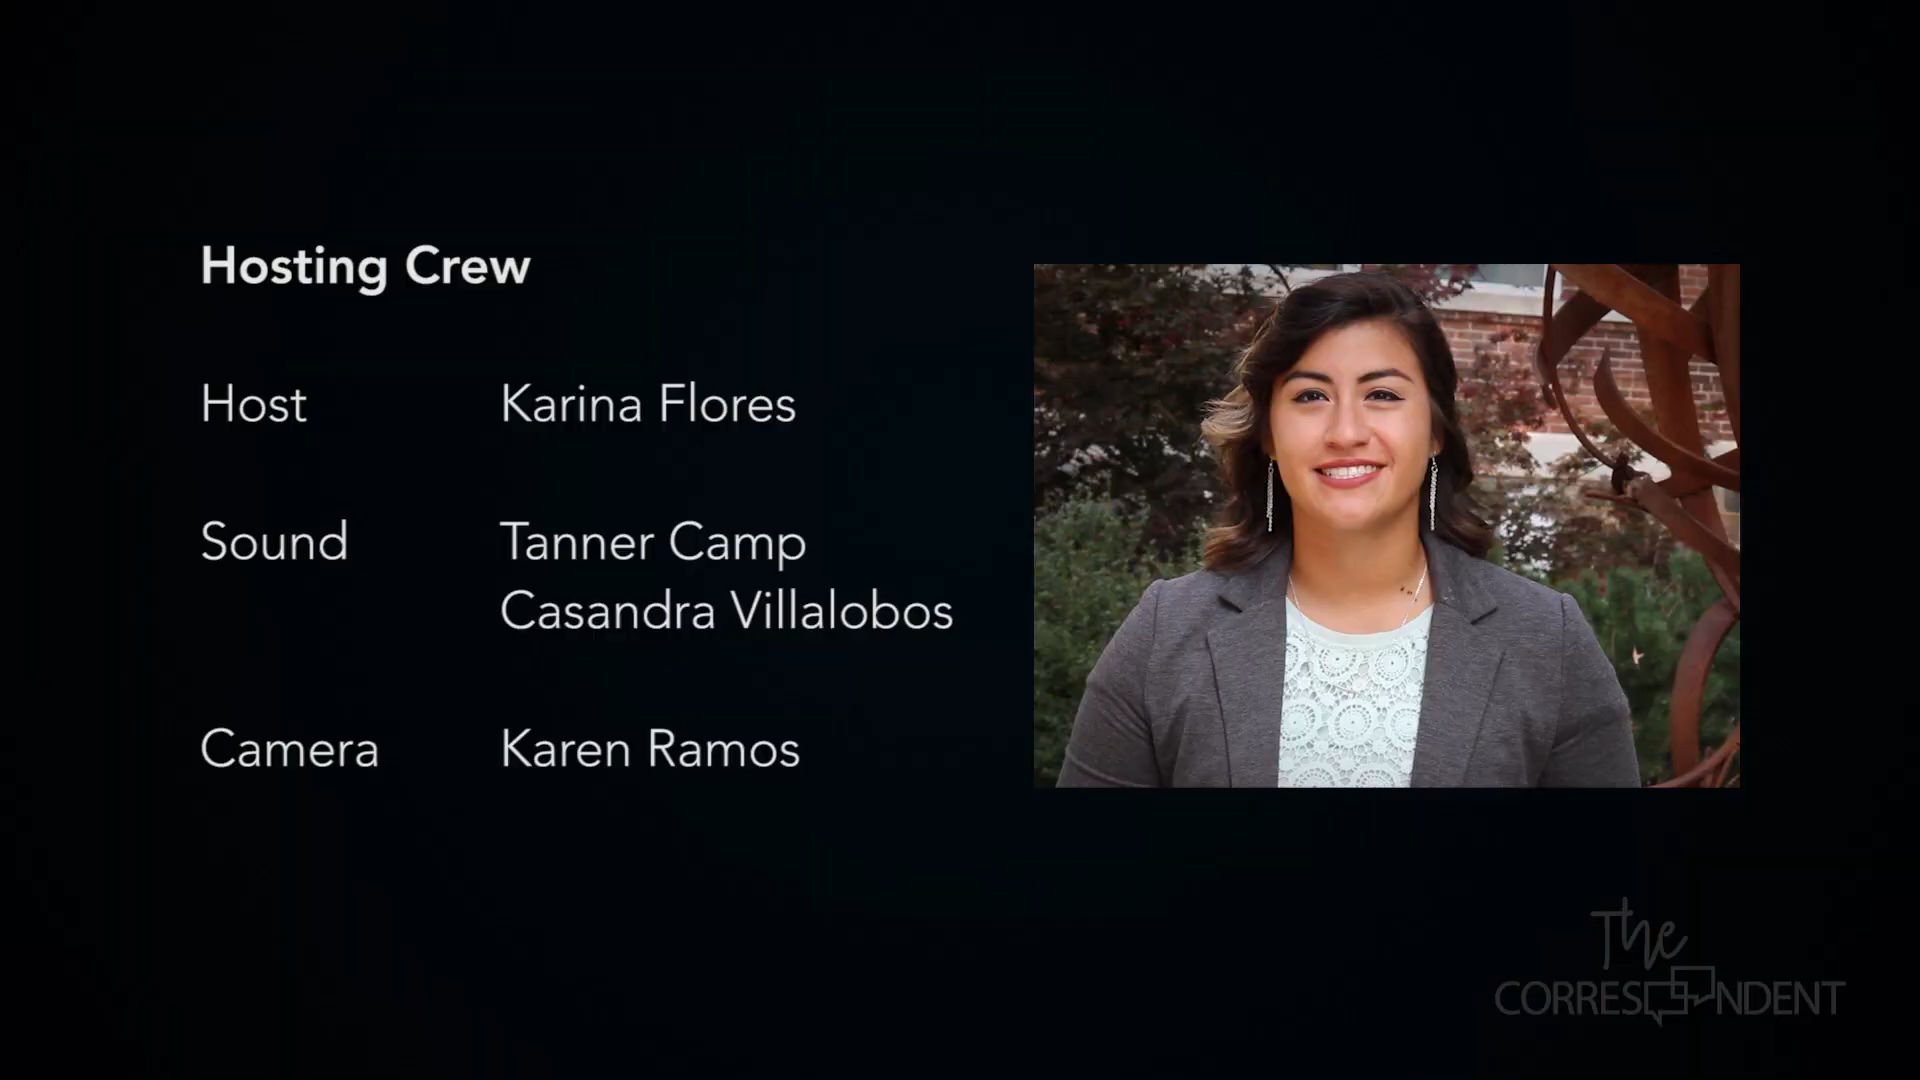 Hosting Crew
Host Karina Flores
Sound Tanner Camp
Casandra Villalobos
Camera Karen Ramos
The
CORRESPONDENT